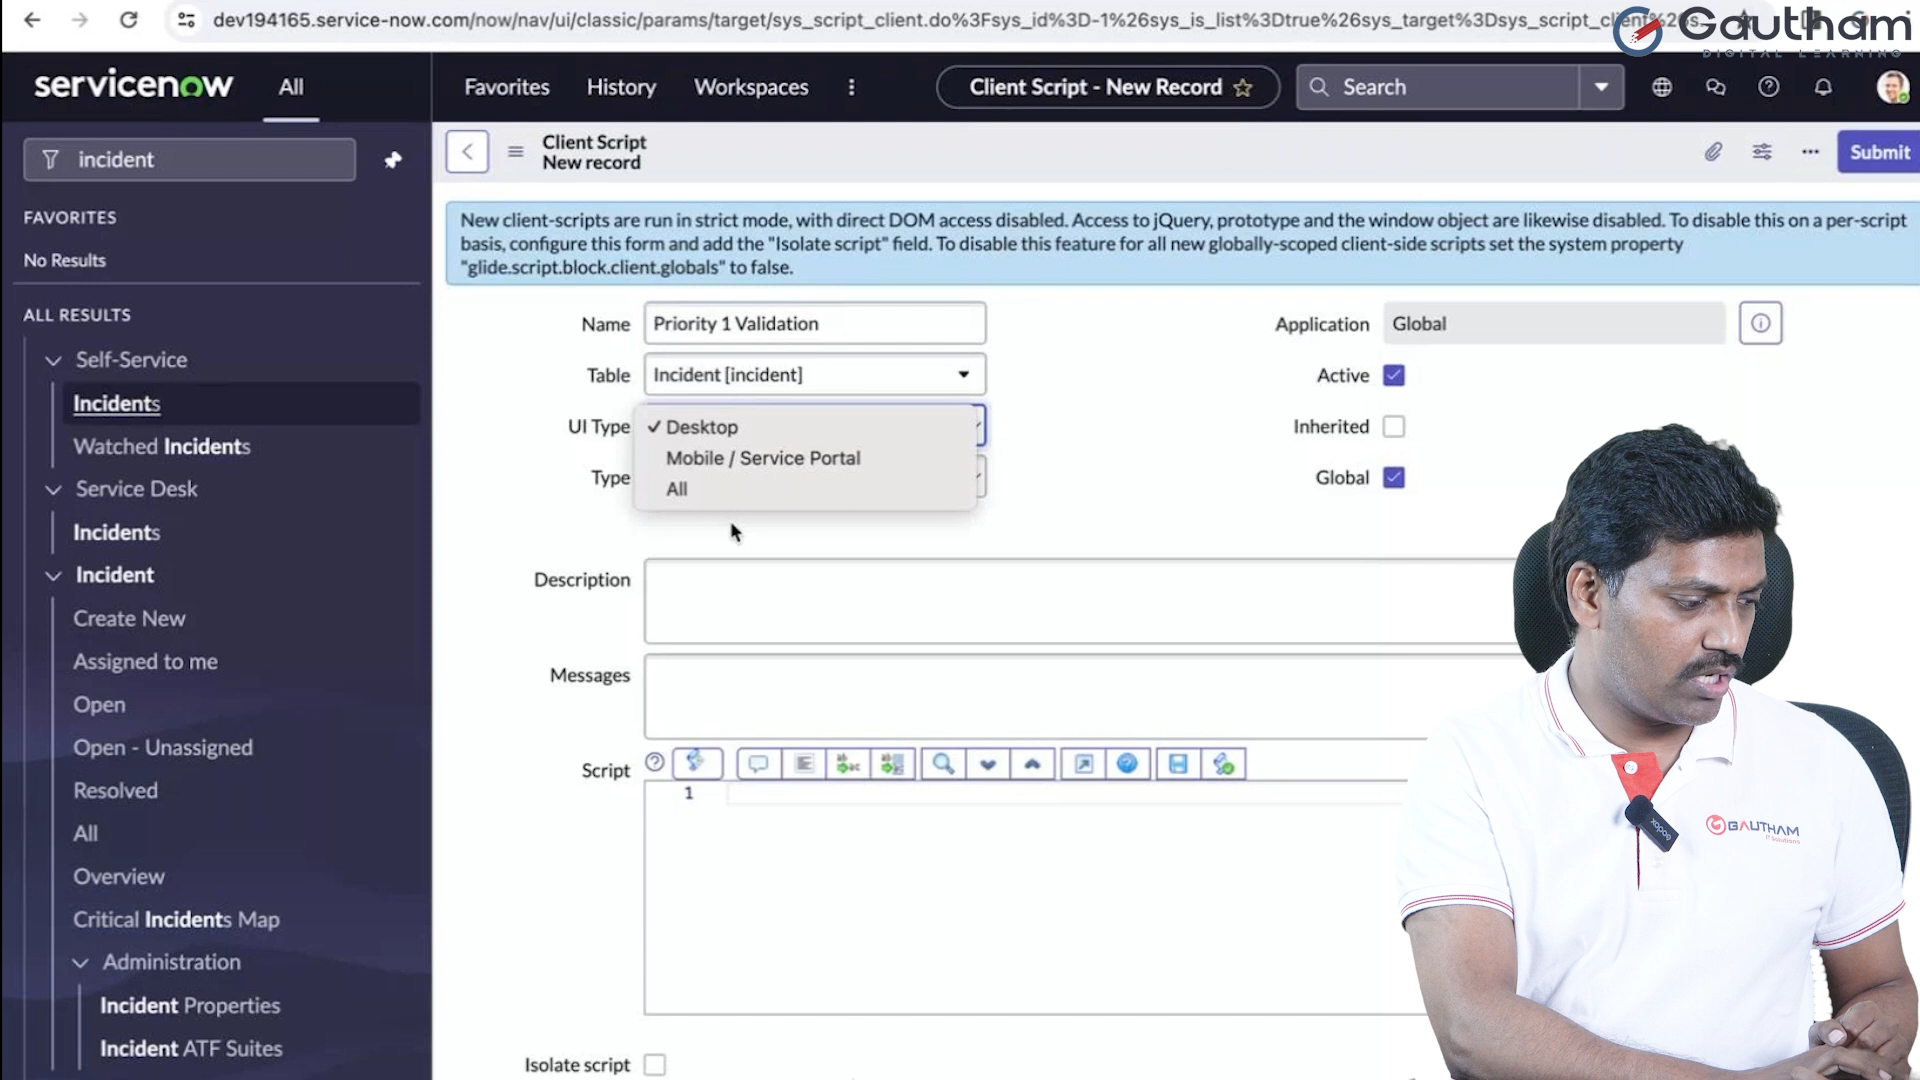 dev194165.service-now.com/now/nav/ui/classic/params/target/sys_script_client.do%3Fsys_id%3D-1%26sys_is_list%3Dtrue%26sys_target%3Dsys_script_client%26s...
Gautham
DIGITAL LEARNING
servicenow
All
Favorites
History
Workspaces
Client Script - New Record
Search
incident
Client Script
New record
Submit
FAVORITES
No Results
ALL RESULTS
Self-Service
Incidents
Watched Incidents
Service Desk
Incidents
Incident
Create New
Assigned to me
Open
Open - Unassigned
Resolved
All
Overview
Critical Incidents Map
Administration
Incident Properties
Incident ATF Suites
New client-scripts are run in strict mode, with direct DOM access disabled. Access to jQuery, prototype and the window object are likewise disabled. To disable this on a per-script
basis, configure this form and add the "Isolate script" field. To disable this feature for all new globally-scoped client-side scripts set the system property
"glide.script.block.client.globals" to false.
Name
Priority 1 Validation
Application
Global
Table
Incident [incident]
Active
UI Type
Desktop
Mobile / Service Portal
All
Inherited
Type
Global
Description
Messages
Script
1
Isolate script
GAUTHAM
IT Solutions